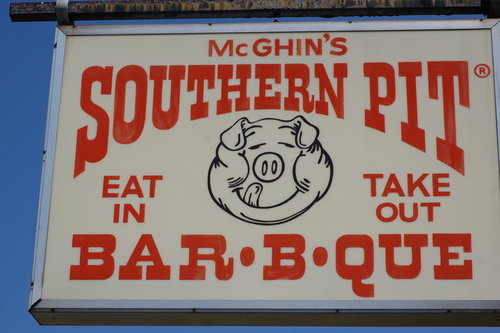 McGHIN'S
SOUTHERN PIT®
EAT IN
TAKE OUT
BAR·B·QUE